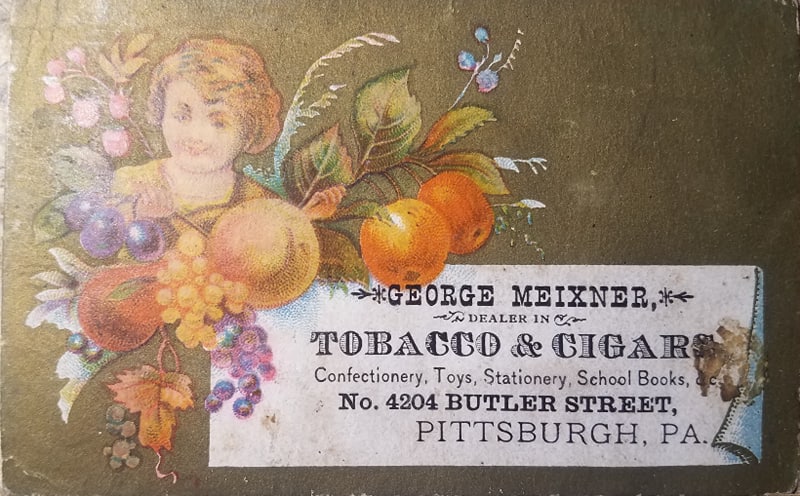 GEORGE MEIXNER,
DEALER IN
TOBACCO & CIGARS
Confectionery, Toys, Stationery, School Books, &c.
No. 4204 BUTLER STREET,
PITTSBURGH, PA.